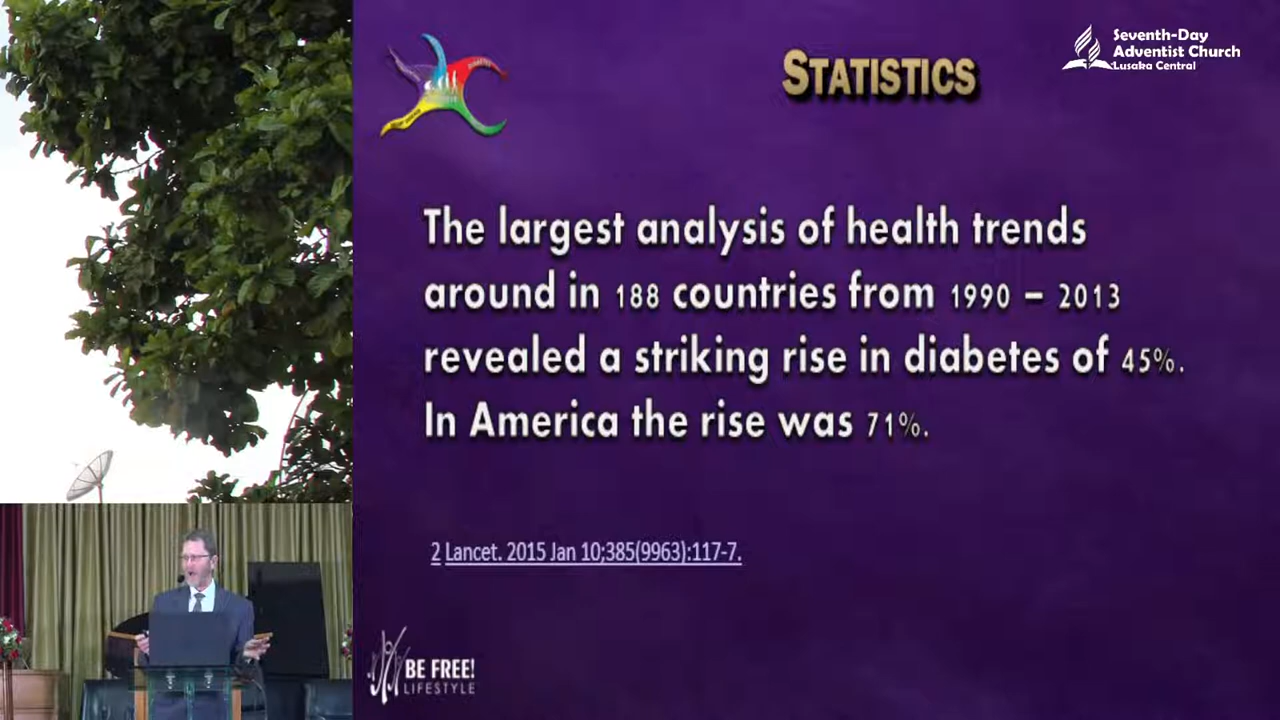 STATISTICS
Seventh-Day
Adventist Church
Lusaka Central
DIABETES
The largest analysis of health trends
around in 188 countries from 1990 – 2013
revealed a striking rise in diabetes of 45%.
In America the rise was 71%.
2 Lancet. 2015 Jan 10;385(9963):117-7.
BE FREE!
LIFESTYLE